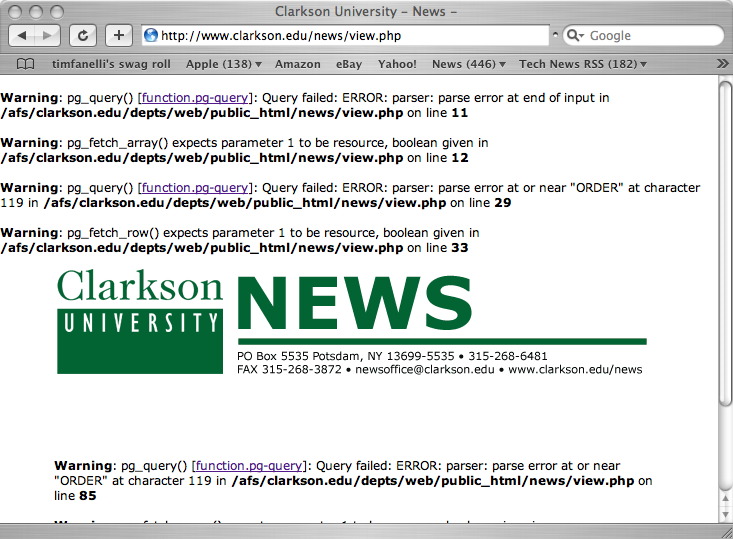 Clarkson University – News –
http://www.clarkson.edu/news/view.php
Google
timfanelli's swag roll Apple (138) Amazon eBay Yahoo! News (446) Tech News RSS (182)
Warning: pg_query() [function.pg-query]: Query failed: ERROR: parser: parse error at end of input in
/afs/clarkson.edu/depts/web/public_html/news/view.php on line 11
Warning: pg_fetch_array() expects parameter 1 to be resource, boolean given in
/afs/clarkson.edu/depts/web/public_html/news/view.php on line 12
Warning: pg_query() [function.pg-query]: Query failed: ERROR: parser: parse error at or near "ORDER" at character
119 in /afs/clarkson.edu/depts/web/public_html/news/view.php on line 29
Warning: pg_fetch_row() expects parameter 1 to be resource, boolean given in
/afs/clarkson.edu/depts/web/public_html/news/view.php on line 33
Clarkson
UNIVERSITY
NEWS
PO Box 5535 Potsdam, NY 13699-5535 • 315-268-6481
FAX 315-268-3872 • newsoffice@clarkson.edu • www.clarkson.edu/news
Warning: pg_query() [function.pg-query]: Query failed: ERROR: parser: parse error at or near
"ORDER" at character 119 in /afs/clarkson.edu/depts/web/public_html/news/view.php on
line 85